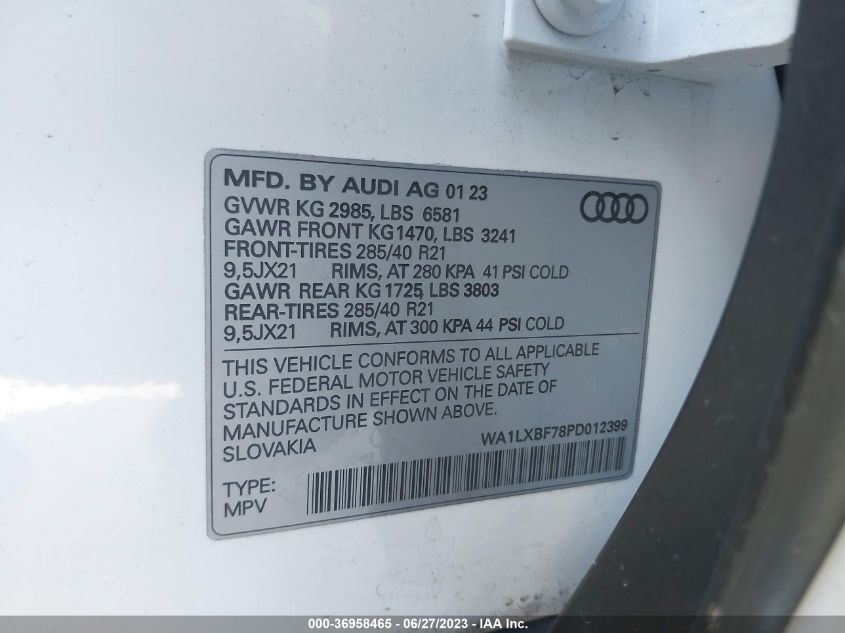 MFD. BY AUDI AG 01 23
GVWR KG 2985, LBS 6581
GAWR FRONT KG1470, LBS 3241
FRONT-TIRES 285/40 R21
9,5JX21 RIMS, AT 280 KPA 41 PSI COLD
GAWR REAR KG 1725, LBS 3803
REAR-TIRES 285/40 R21
9,5JX21 RIMS, AT 300 KPA 44 PSI COLD
THIS VEHICLE CONFORMS TO ALL APPLICABLE
U.S. FEDERAL MOTOR VEHICLE SAFETY
STANDARDS IN EFFECT ON THE DATE OF
MANUFACTURE SHOWN ABOVE.
SLOVAKIA WA1LXBF78PD012399
TYPE:
MPV
000-36958465 - 06/27/2023 - WWW.IAAI.COM